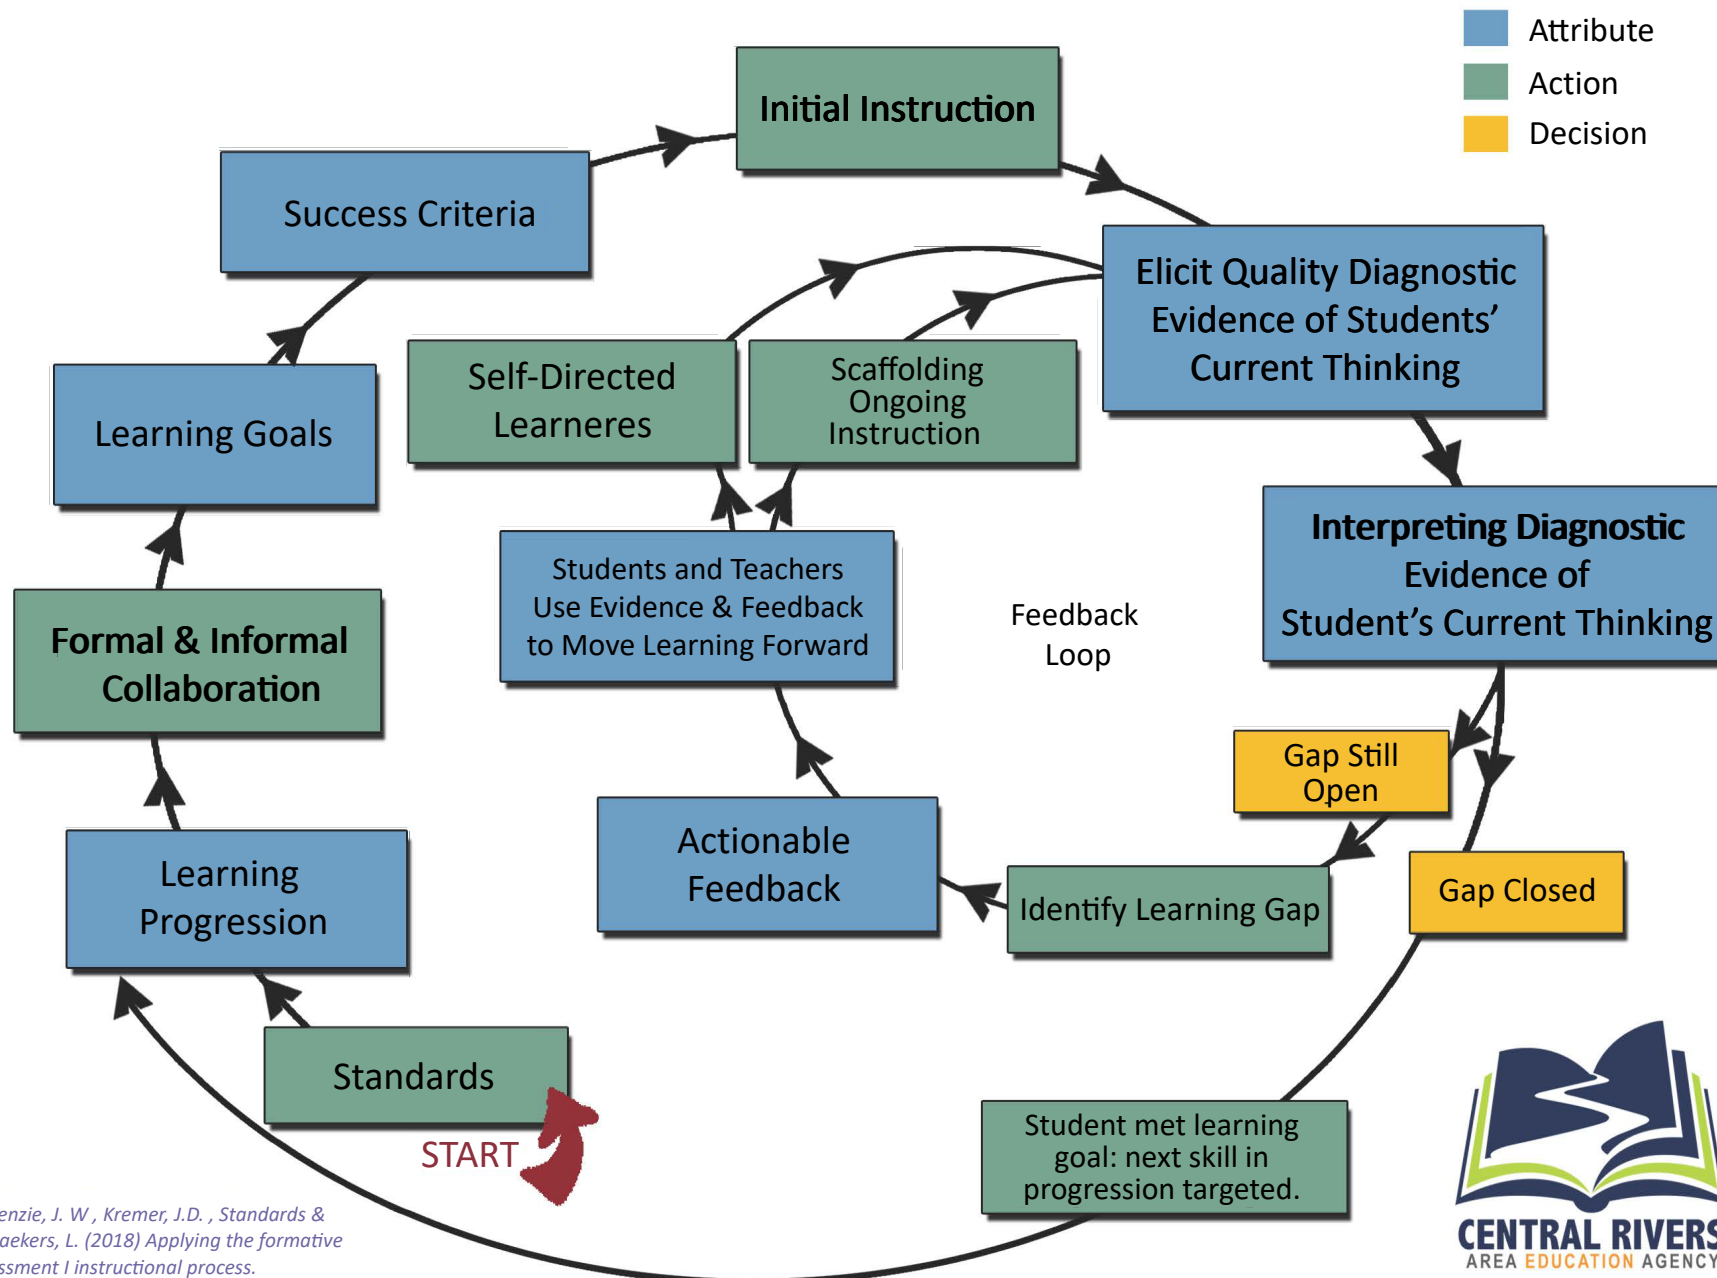 Attribute
Action
Decision
Initial Instruction
Success Criteria
Elicit Quality Diagnostic
Evidence of Students’
Current Thinking
Self-Directed
Learneres
Scaffolding
Ongoing
Instruction
Learning Goals
Interpreting Diagnostic
Evidence of
Student’s Current Thinking
Students and Teachers
Use Evidence & Feedback
to Move Learning Forward
Feedback
Loop
Formal & Informal
Collaboration
Gap Still
Open
Actionable
Feedback
Learning
Progression
Identify Learning Gap
Gap Closed
Standards
START
Student met learning
goal: next skill in
progression targeted.
enzie, J. W , Kremer, J.D. , Standards &
aekers, L. (2018) Applying the formative
ssment I instructional process.
CENTRAL RIVERS
AREA EDUCATION AGENCY